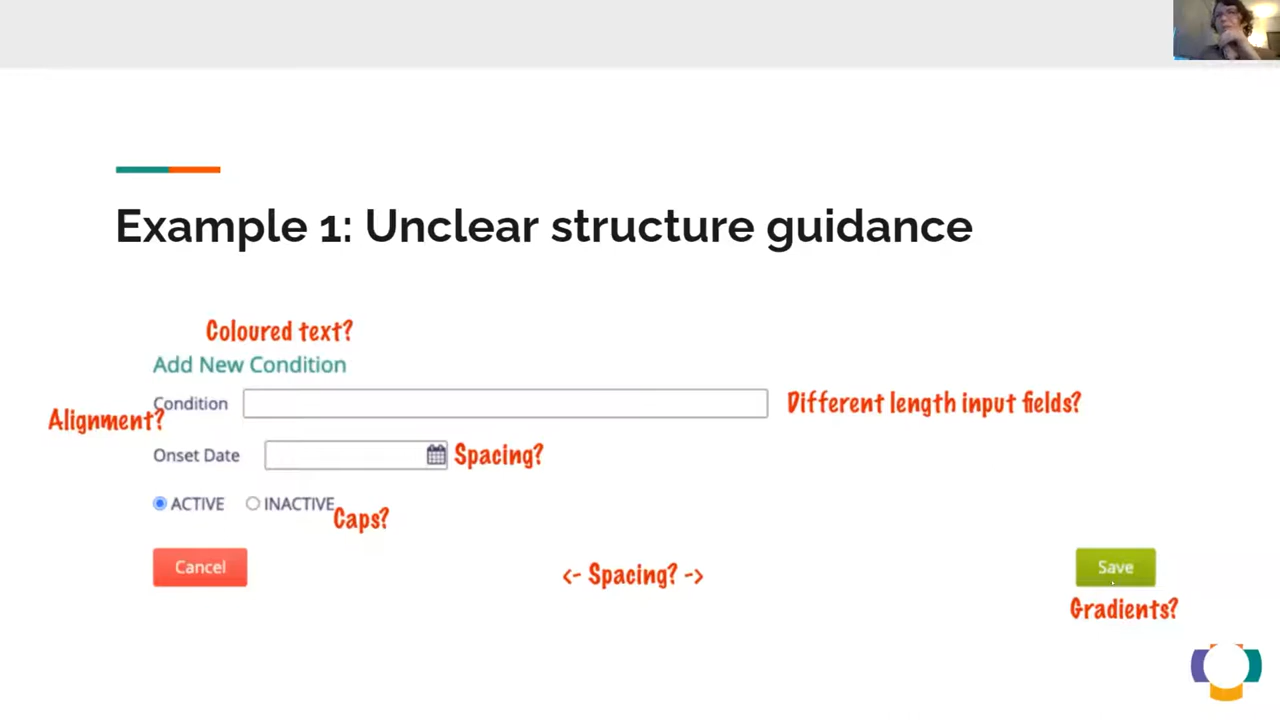 Example 1: Unclear structure guidance
Coloured text?
Add New Condition
Condition
Different length input fields?
Alignment?
Onset Date
Spacing?
ACTIVE INACTIVE
Caps?
Cancel
<- Spacing? ->
Save
Gradients?